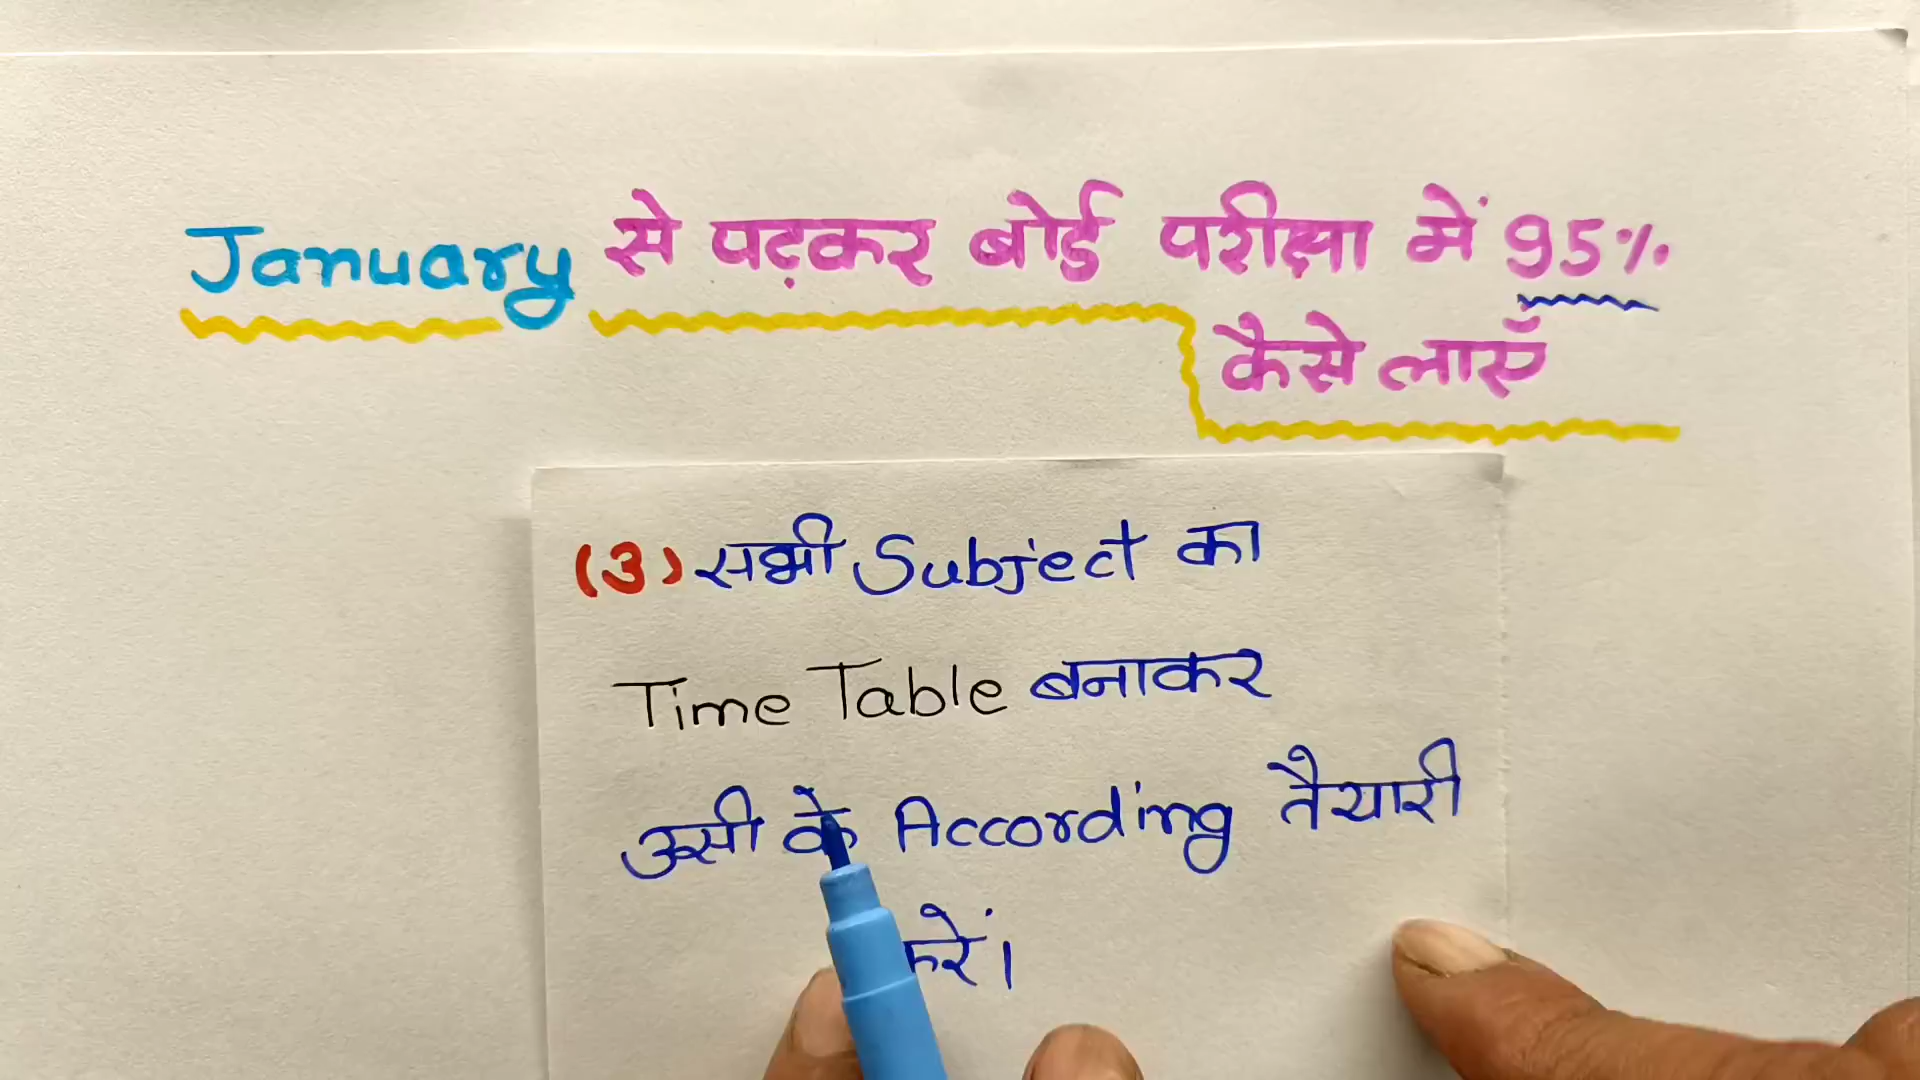 January से पढ़कर बोर्ड परीक्षा में 95%
कैसे लाएँ
(3) सभी Subject का
Time Table बनाकर
उसी के According तैयारी
करें।